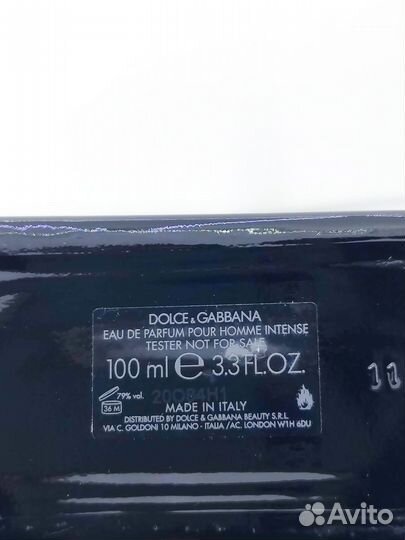 DOLCE & GABBANA
EAU DE PARFUM POUR HOMME INTENSE
TESTER NOT FOR SALE
100 ml e 3.3 FL.OZ.
79% vol.
36 M
MADE IN ITALY
DISTRIBUTED BY DOLCE & GABBANA BEAUTY S.R.L.
VIA C. GOLDONI 10 MILANO - ITALIA /AC. LONDON W1H 6DU
11
Avito